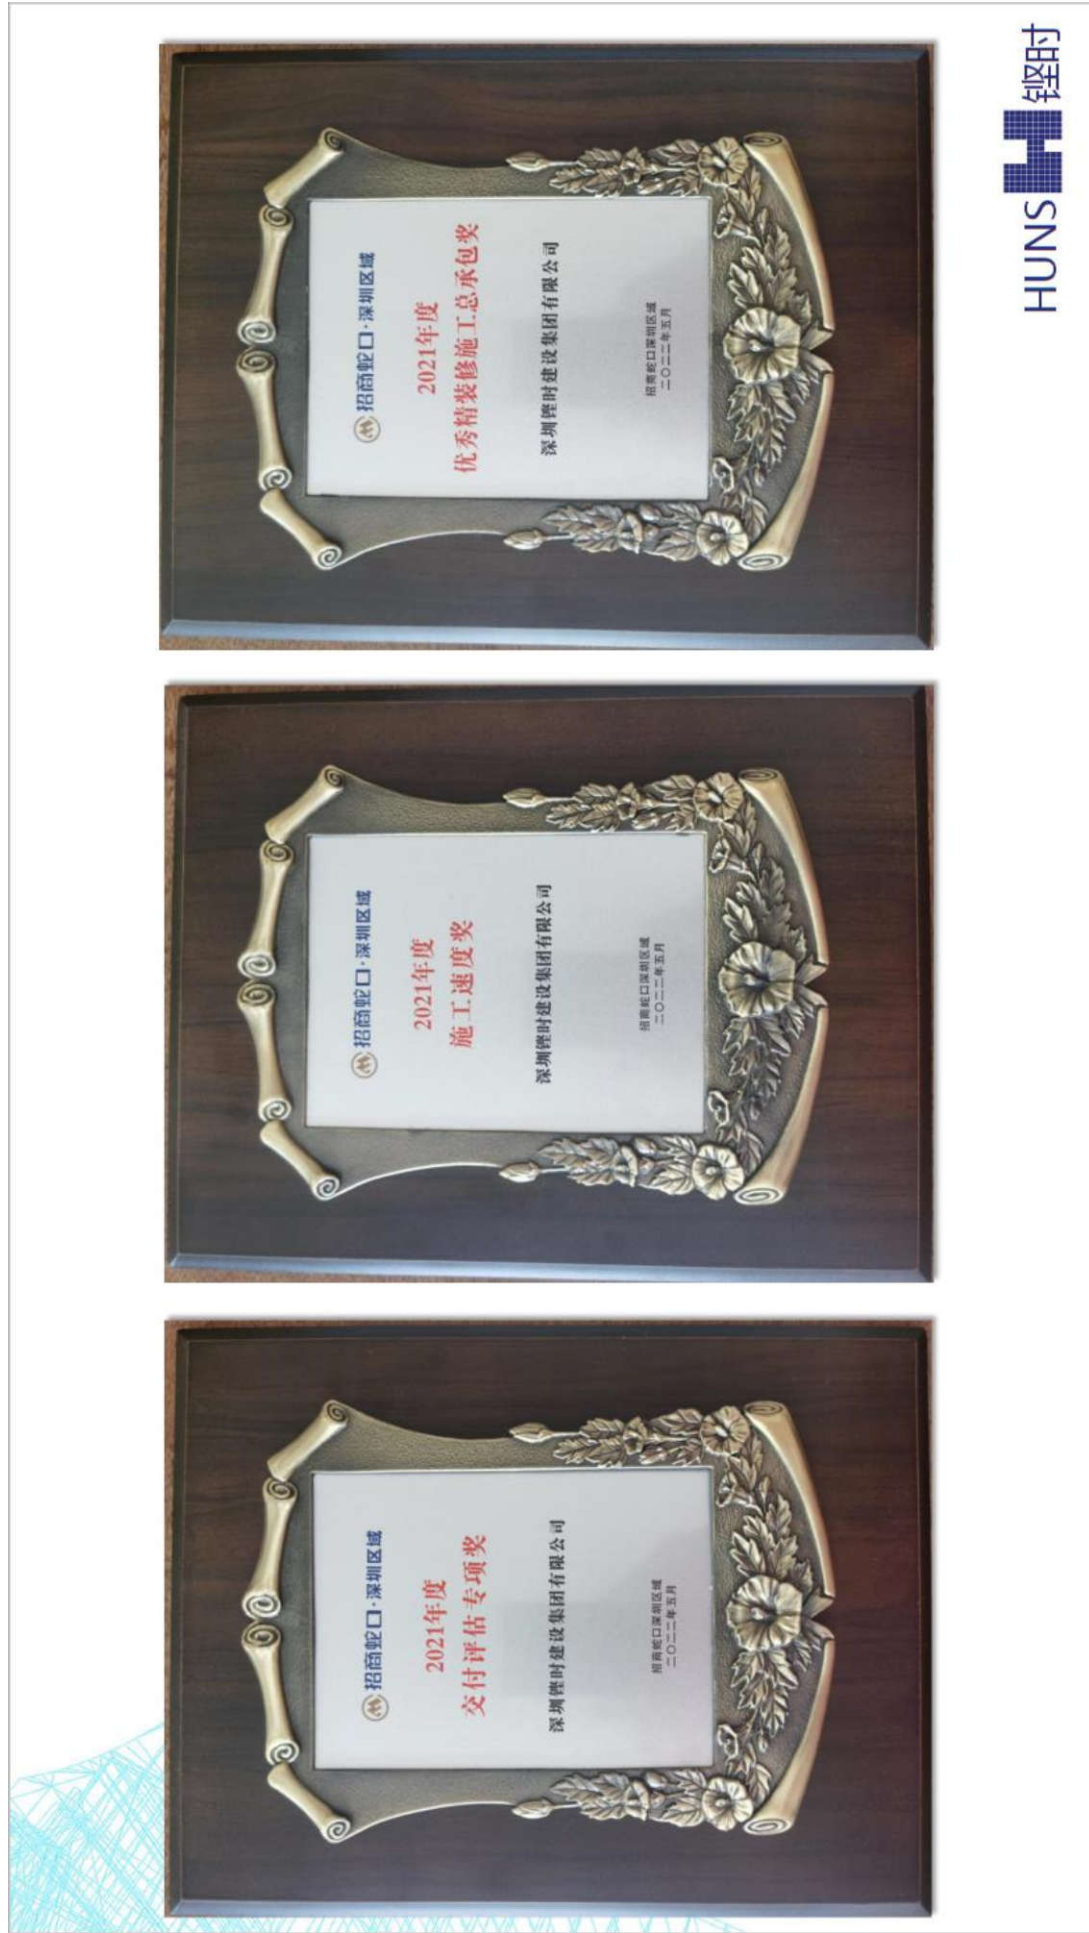 HUNS 铿时
招商蛇口·深圳区域
2021年度
交付评估专项奖
深圳铿时建设集团有限公司
招商蛇口深圳区域
二〇二二年五月
招商蛇口·深圳区域
2021年度
施工速度奖
深圳铿时建设集团有限公司
招商蛇口深圳区域
二〇二二年五月
招商蛇口·深圳区域
2021年度
优秀精装修施工总承包奖
深圳铿时建设集团有限公司
招商蛇口深圳区域
二〇二二年五月